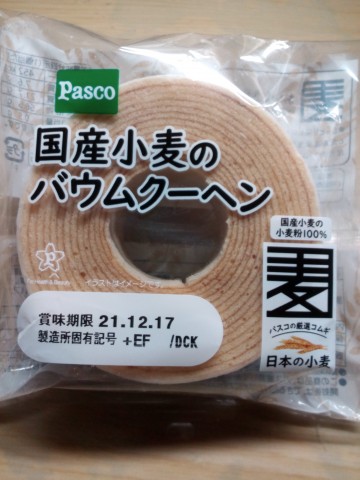 Pasco
国産小麦の
バウムクーヘン
国産小麦の
小麦粉100%
麦
パスコの厳選コムギ
日本の小麦
イラストはイメージです
賞味期限 21.12.17
製造所固有記号 +EF /DCK